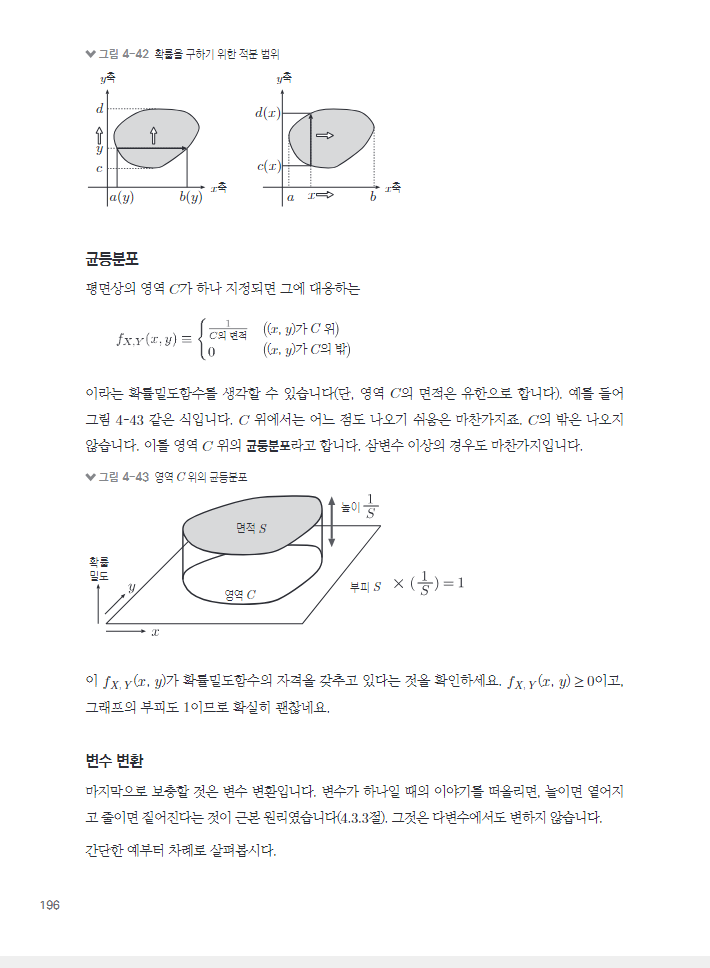 그림 4-42 확률을 구하기 위한 적분 범위
y축 y축
d d(x)
y
c c(x)
x축 x축
a(y) b(y) a x b
균등분포
평면상의 영역 C가 하나 지정되면 그에 대응하는
f_{X,Y}(x, y) ≡ { 1/C의 면적 ((x, y)가 C 위)
0 ((x, y)가 C의 밖)
이라는 확률밀도함수를 생각할 수 있습니다(단, 영역 C의 면적은 유한으로 합니다). 예를 들어
그림 4-43 같은 식입니다. C 위에서는 어느 점도 나오기 쉬움은 마찬가지죠. C의 밖은 나오지
않습니다. 이를 영역 C 위의 균등분포라고 합니다. 삼변수 이상의 경우도 마찬가지입니다.
그림 4-43 영역 C 위의 균등분포
높이 1/S
면적 S
확률
밀도
y
영역 C
부피 S × (1/S) = 1
x
이 f_{X, Y}(x, y)가 확률밀도함수의 자격을 갖추고 있다는 것을 확인하세요. f_{X, Y}(x, y) ≥ 0이고,
그래프의 부피도 1이므로 확실히 괜찮네요.
변수 변환
마지막으로 보충할 것은 변수 변환입니다. 변수가 하나일 때의 이야기를 떠올리면, 늘이면 옅어지
고 줄이면 짙어진다는 것이 근본 원리였습니다(4.3.3절). 그것은 다변수에서도 변하지 않습니다.
간단한 예부터 차례로 살펴봅시다.
196